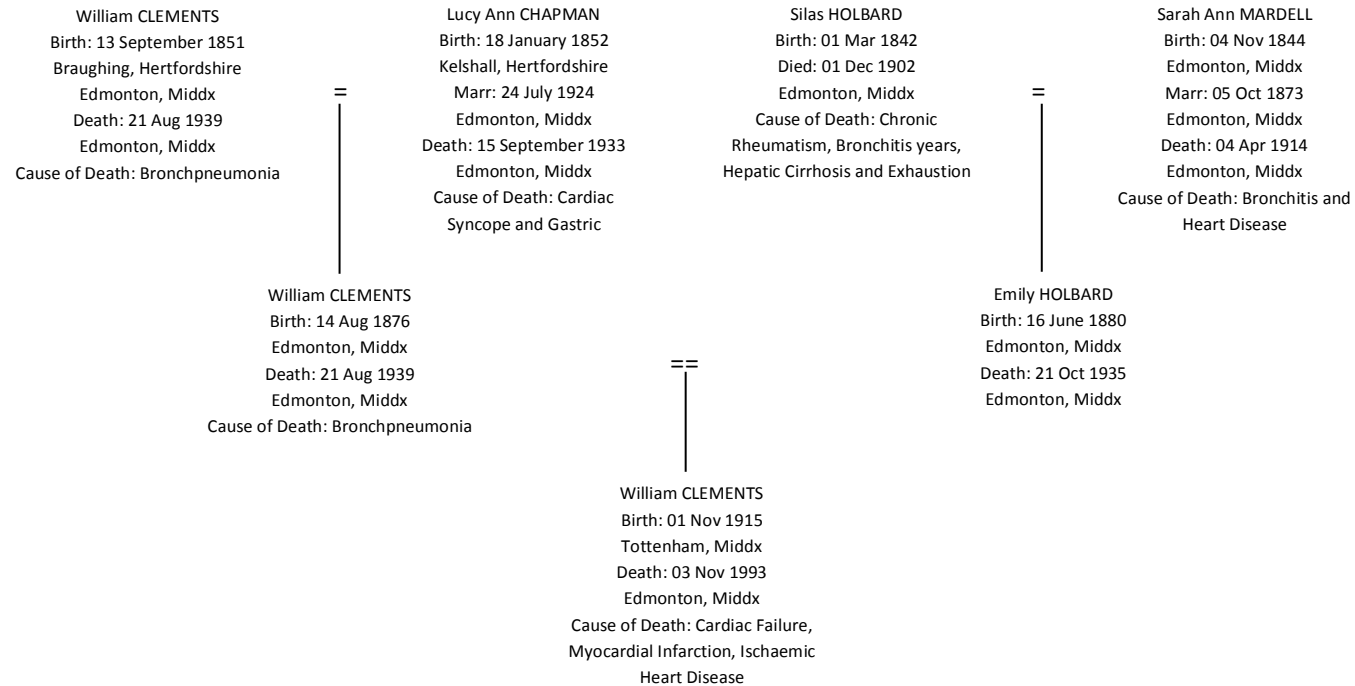 William CLEMENTS
Birth: 13 September 1851
Braughing, Hertfordshire
Edmonton, Middx
Death: 21 Aug 1939
Edmonton, Middx
Cause of Death: Bronchpneumonia
=
Lucy Ann CHAPMAN
Birth: 18 January 1852
Kelshall, Hertfordshire
Marr: 24 July 1924
Edmonton, Middx
Death: 15 September 1933
Edmonton, Middx
Cause of Death: Cardiac
Syncope and Gastric
Silas HOLBARD
Birth: 01 Mar 1842
Died: 01 Dec 1902
Edmonton, Middx
Cause of Death: Chronic
Rheumatism, Bronchitis years,
Hepatic Cirrhosis and Exhaustion
=
Sarah Ann MARDELL
Birth: 04 Nov 1844
Edmonton, Middx
Marr: 05 Oct 1873
Edmonton, Middx
Death: 04 Apr 1914
Edmonton, Middx
Cause of Death: Bronchitis and
Heart Disease
William CLEMENTS
Birth: 14 Aug 1876
Edmonton, Middx
Death: 21 Aug 1939
Edmonton, Middx
Cause of Death: Bronchpneumonia
==
Emily HOLBARD
Birth: 16 June 1880
Edmonton, Middx
Death: 21 Oct 1935
Edmonton, Middx
William CLEMENTS
Birth: 01 Nov 1915
Tottenham, Middx
Death: 03 Nov 1993
Edmonton, Middx
Cause of Death: Cardiac Failure,
Myocardial Infarction, Ischaemic
Heart Disease